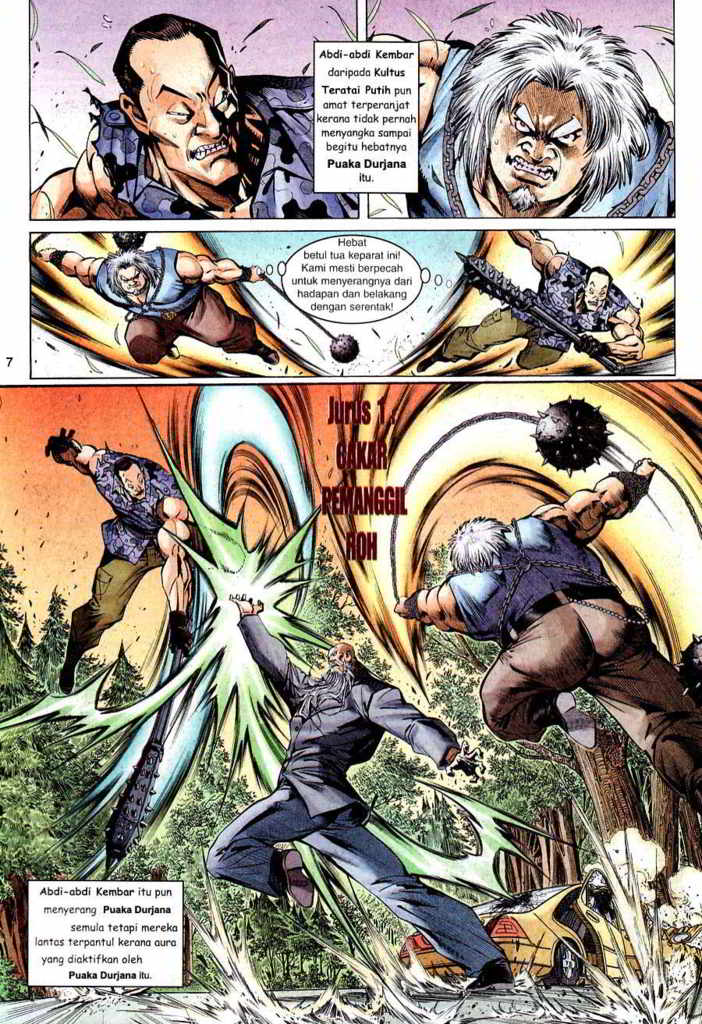 Abdi-abdi Kembar
daripada Kultus
Teratai Putih pun
amat terperanjat
kerana tidak pernah
menyangka sampai
begitu hebatnya
Puaka Durjana
itu.
Hebat
betul tua keparat ini!
Kami mesti berpecah
untuk menyerangnya dari
hadapan dan belakang
dengan serentak!
7
Jurus 1 :
CAKAR
PEMANGGIL
ROH
Abdi-abdi Kembar itu pun
menyerang Puaka Durjana
semula tetapi mereka
lantas terpantul kerana aura
yang diaktifkan oleh
Puaka Durjana itu.